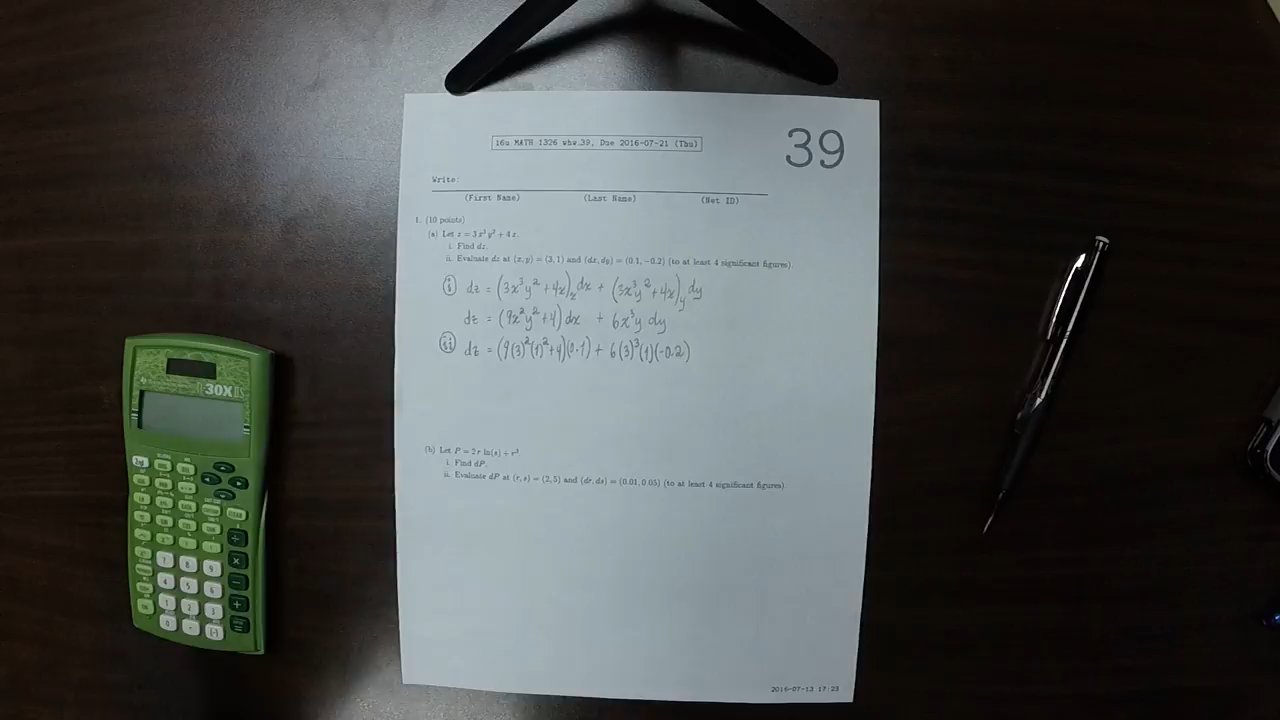 39
16u MATH 1326 whw.39, Due 2016-07-21 (Thu)
Write:
(First Name) (Last Name) (Net ID)
1. (10 points)
(a) Let z = 3x³y² + 4x.
i. Find dz.
ii. Evaluate dz at (x, y) = (3, 1) and (dx, dy) = (0.1, −0.2) (to at least 4 significant figures).
(i) dz = (3x³y² + 4x)ₓ dx + (3x³y² + 4x)_y dy
dz = (9x²y² + 4) dx + 6x³y dy
(ii) dz = (9(3)²(1)² + 4)(0.1) + 6(3)³(1)(−0.2)
(b) Let P = 2r ln(s) + r³.
i. Find dP.
ii. Evaluate dP at (r, s) = (2, 5) and (dr, ds) = (0.01, 0.05) (to at least 4 significant figures).
2016-07-13 17:23
30X IIS